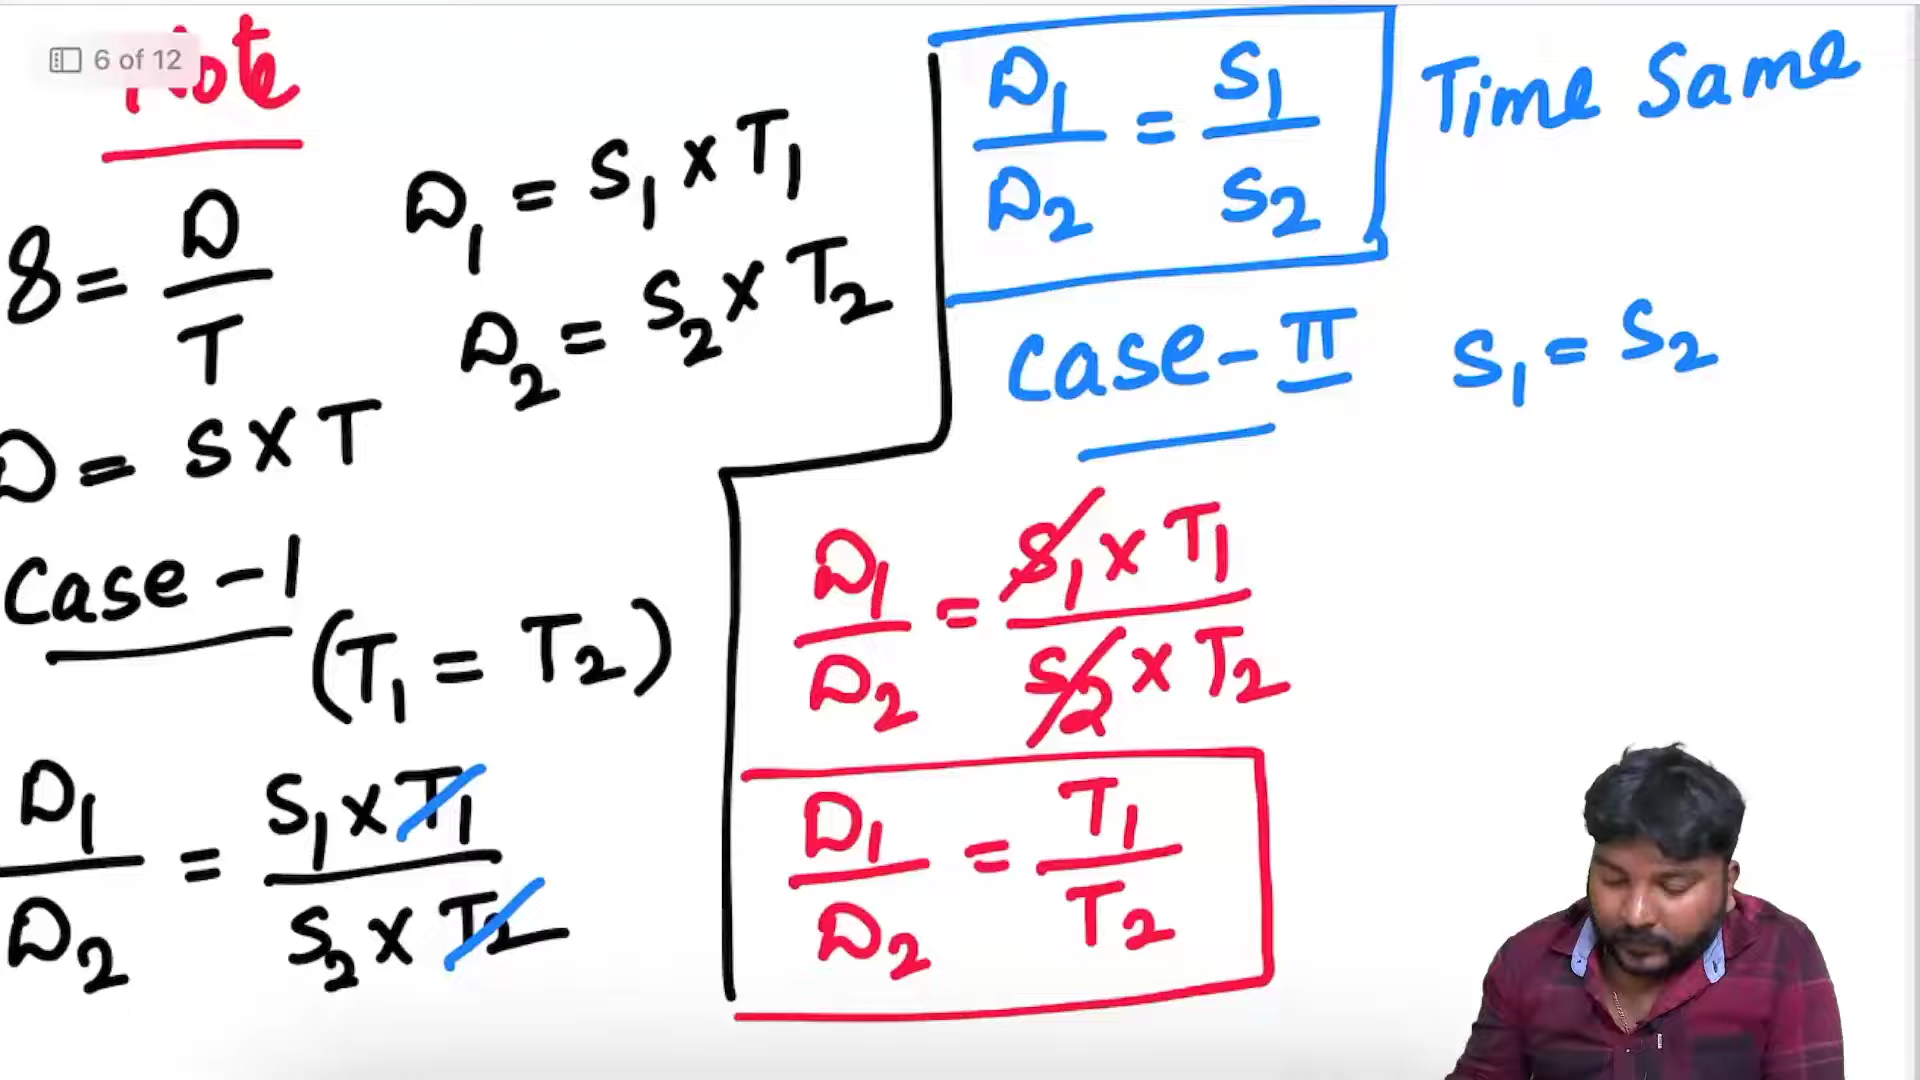 6 of 12
Note
S = D / T
D = S X T
D1 = S1 x T1
D2 = S2 x T2
Case - 1
(T1 = T2)
D1 / D2 = S1 x T1 / S2 x T2
D1 / D2 = S1 / S2
Time Same
Case - II S1 = S2
D1 / D2 = S1 x T1 / S2 x T2
D1 / D2 = T1 / T2